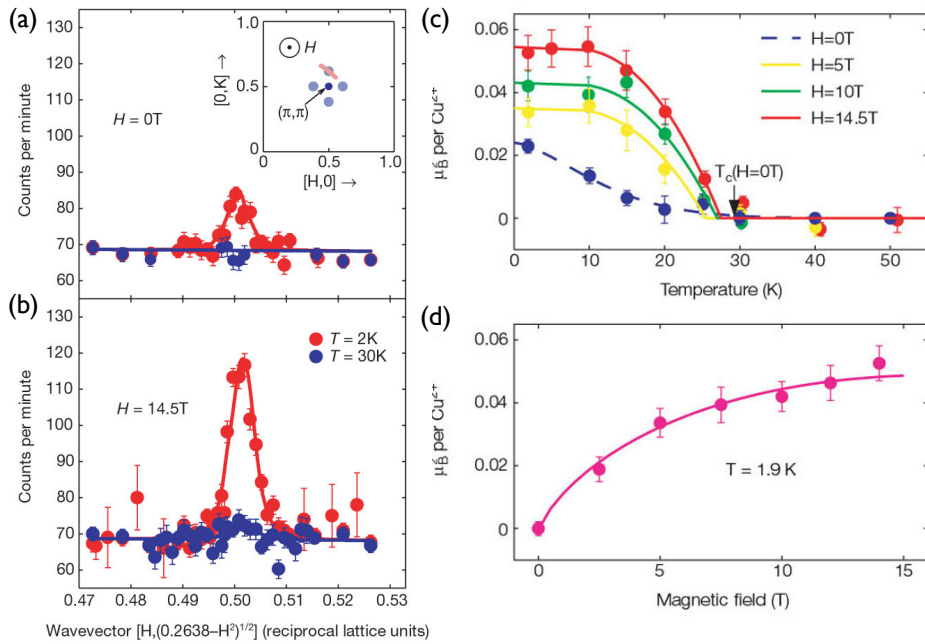 (a)
135
130
120
110
100
90
80
70
60
Counts per minute
H = 0T
1.0
0.5
0
[0,K] →
H
(π,π)
0
0.5
1.0
[H,0] →
(b)
130
120
110
100
90
80
70
60
Counts per minute
T = 2K
T = 30K
H = 14.5T
0.47 0.48 0.49 0.50 0.51 0.52 0.53
Wavevector [H,(0.2638–H²)^1/2] (reciprocal lattice units)
(c)
0.06
0.04
0.02
0
μ²B per Cu²⁺
H=0T
H=5T
H=10T
H=14.5T
Tc(H=0T)
0 10 20 30 40 50
Temperature (K)
(d)
0.06
0.04
0.02
0
μ²B per Cu²⁺
T = 1.9 K
0 5 10 15
Magnetic field (T)